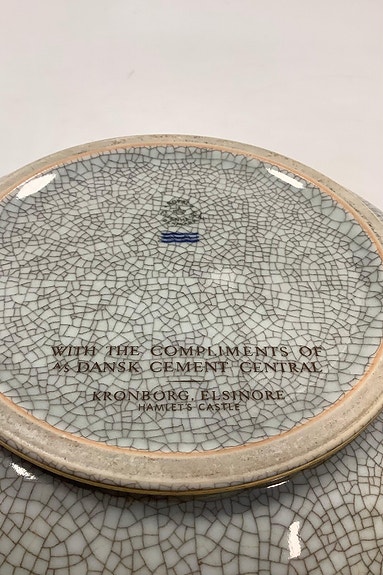 WITH THE COMPLIMENTS OF
A/S DANSK CEMENT CENTRAL
KRONBORG, ELSINORE
HAMLET'S CASTLE